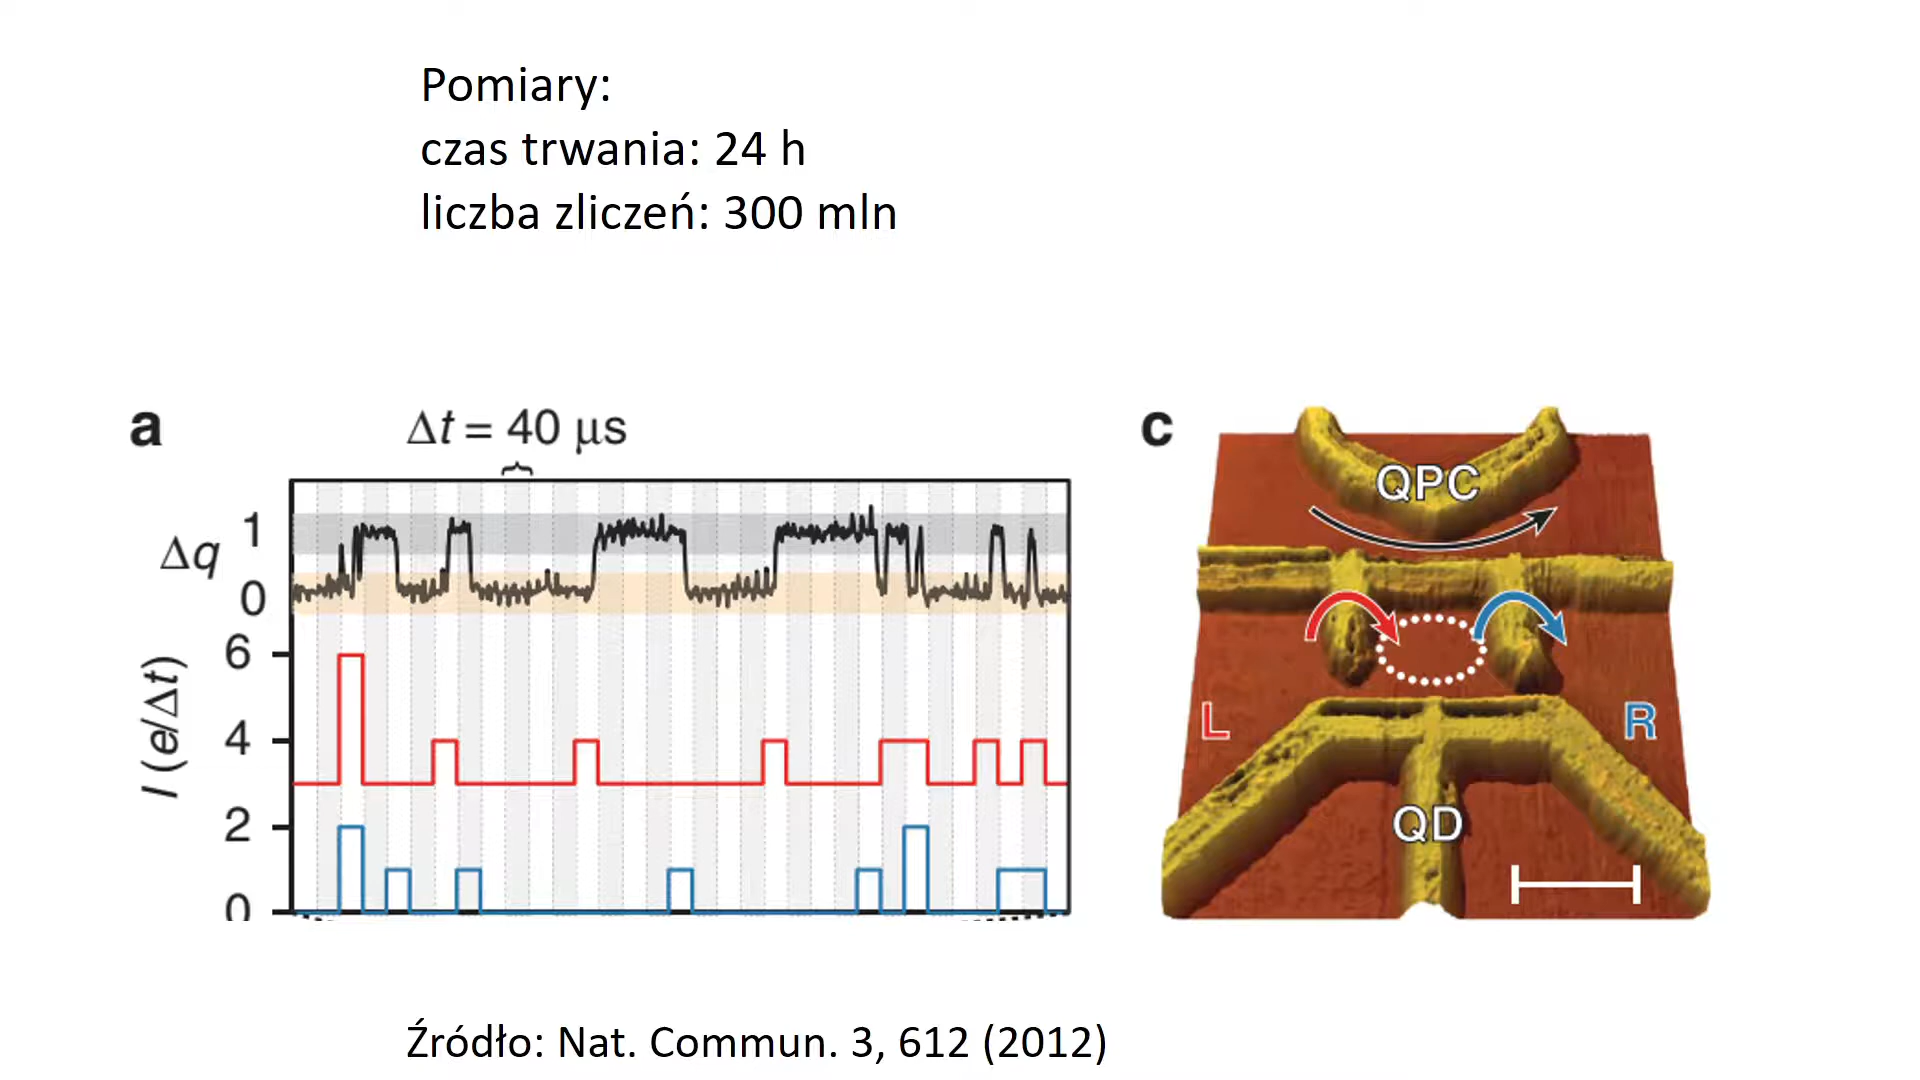 Pomiary:
czas trwania: 24 h
liczba zliczeń: 300 mln
a
Δt = 40 μs
Δq
1
0
I (e/Δt)
6
4
2
0
c
QPC
L
R
QD
Źródło: Nat. Commun. 3, 612 (2012)